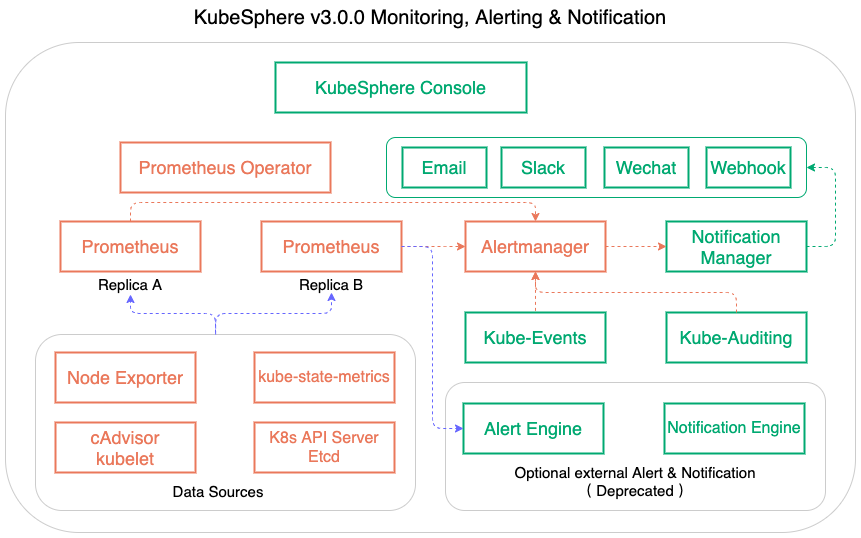 KubeSphere v3.0.0 Monitoring, Alerting & Notification
KubeSphere Console
Prometheus Operator
Email
Slack
Wechat
Webhook
Prometheus
Replica A
Prometheus
Replica B
Alertmanager
Notification
Manager
Kube-Events
Kube-Auditing
Node Exporter
kube-state-metrics
cAdvisor
kubelet
K8s API Server
Etcd
Data Sources
Alert Engine
Notification Engine
Optional external Alert & Notification
( Deprecated )